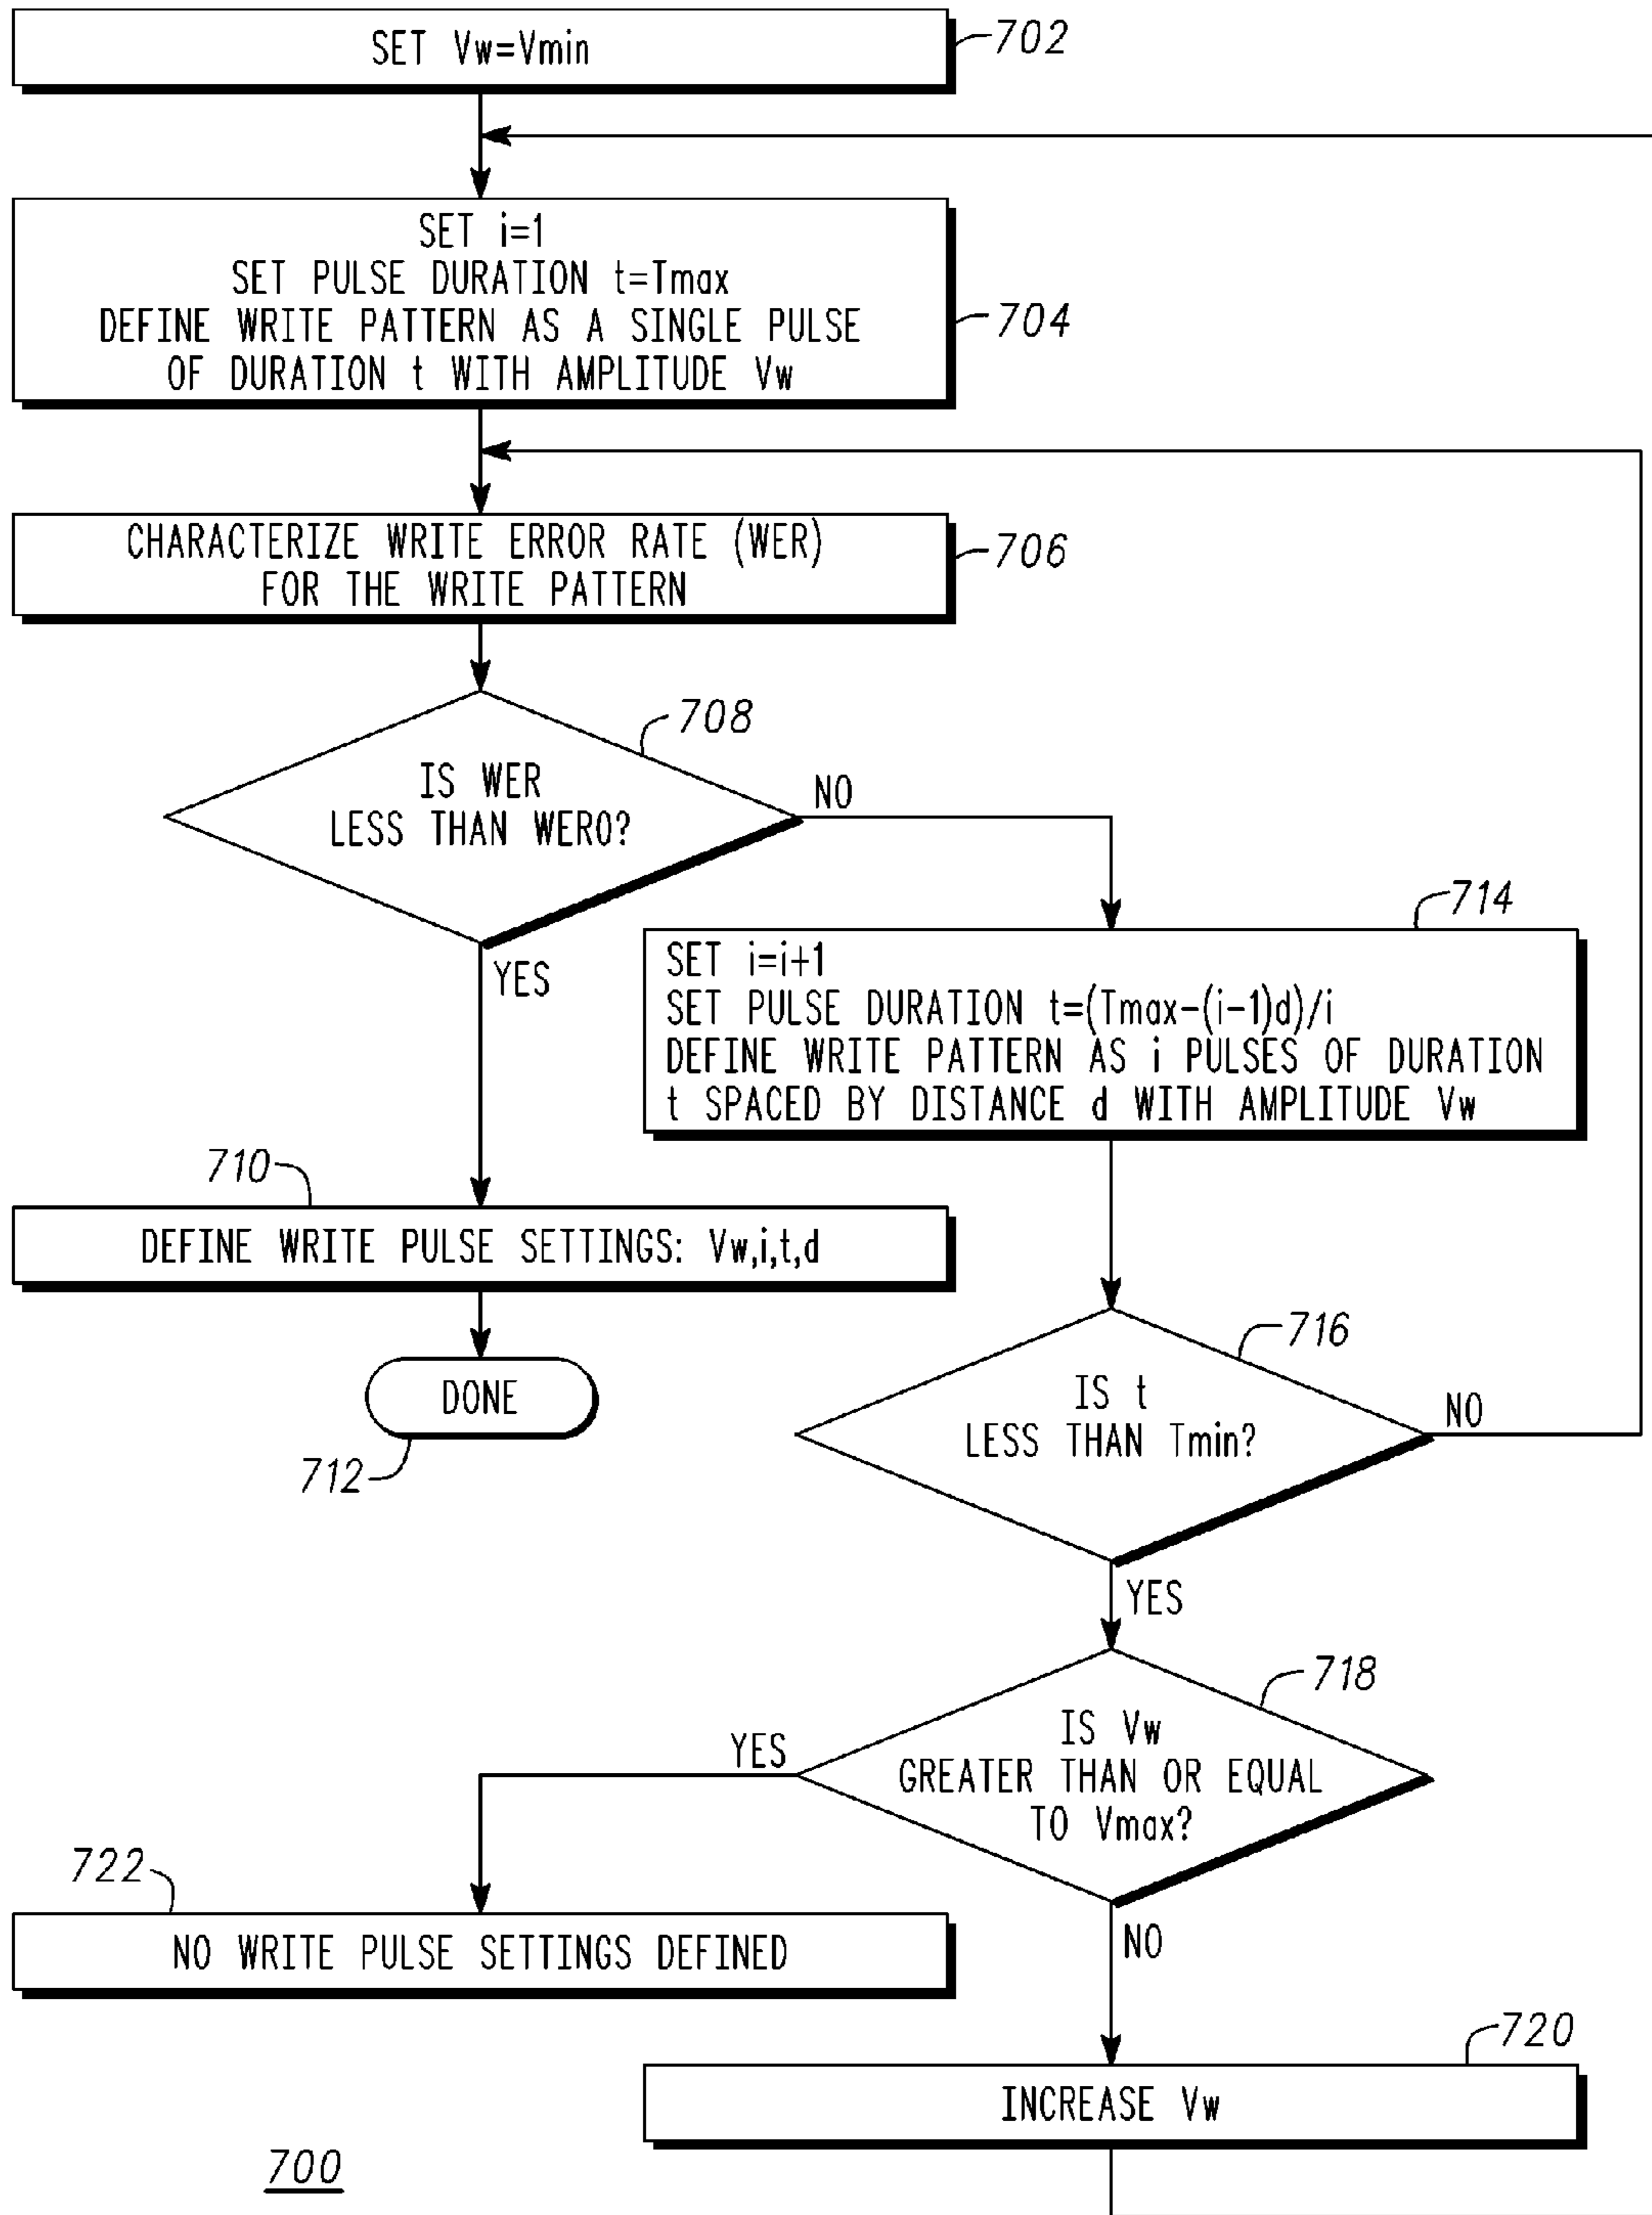 SET Vw=Vmin
702
SET i=1
SET PULSE DURATION t=Tmax
DEFINE WRITE PATTERN AS A SINGLE PULSE
OF DURATION t WITH AMPLITUDE Vw
704
CHARACTERIZE WRITE ERROR RATE (WER)
FOR THE WRITE PATTERN
706
708
IS WER
LESS THAN WERO?
NO
YES
714
SET i=i+1
SET PULSE DURATION t=(Tmax-(i-1)d)/i
DEFINE WRITE PATTERN AS i PULSES OF DURATION
t SPACED BY DISTANCE d WITH AMPLITUDE Vw
710
DEFINE WRITE PULSE SETTINGS: Vw,i,t,d
DONE
712
716
IS t
LESS THAN Tmin?
NO
YES
718
IS Vw
GREATER THAN OR EQUAL
TO Vmax?
YES
NO
722
NO WRITE PULSE SETTINGS DEFINED
720
INCREASE Vw
700